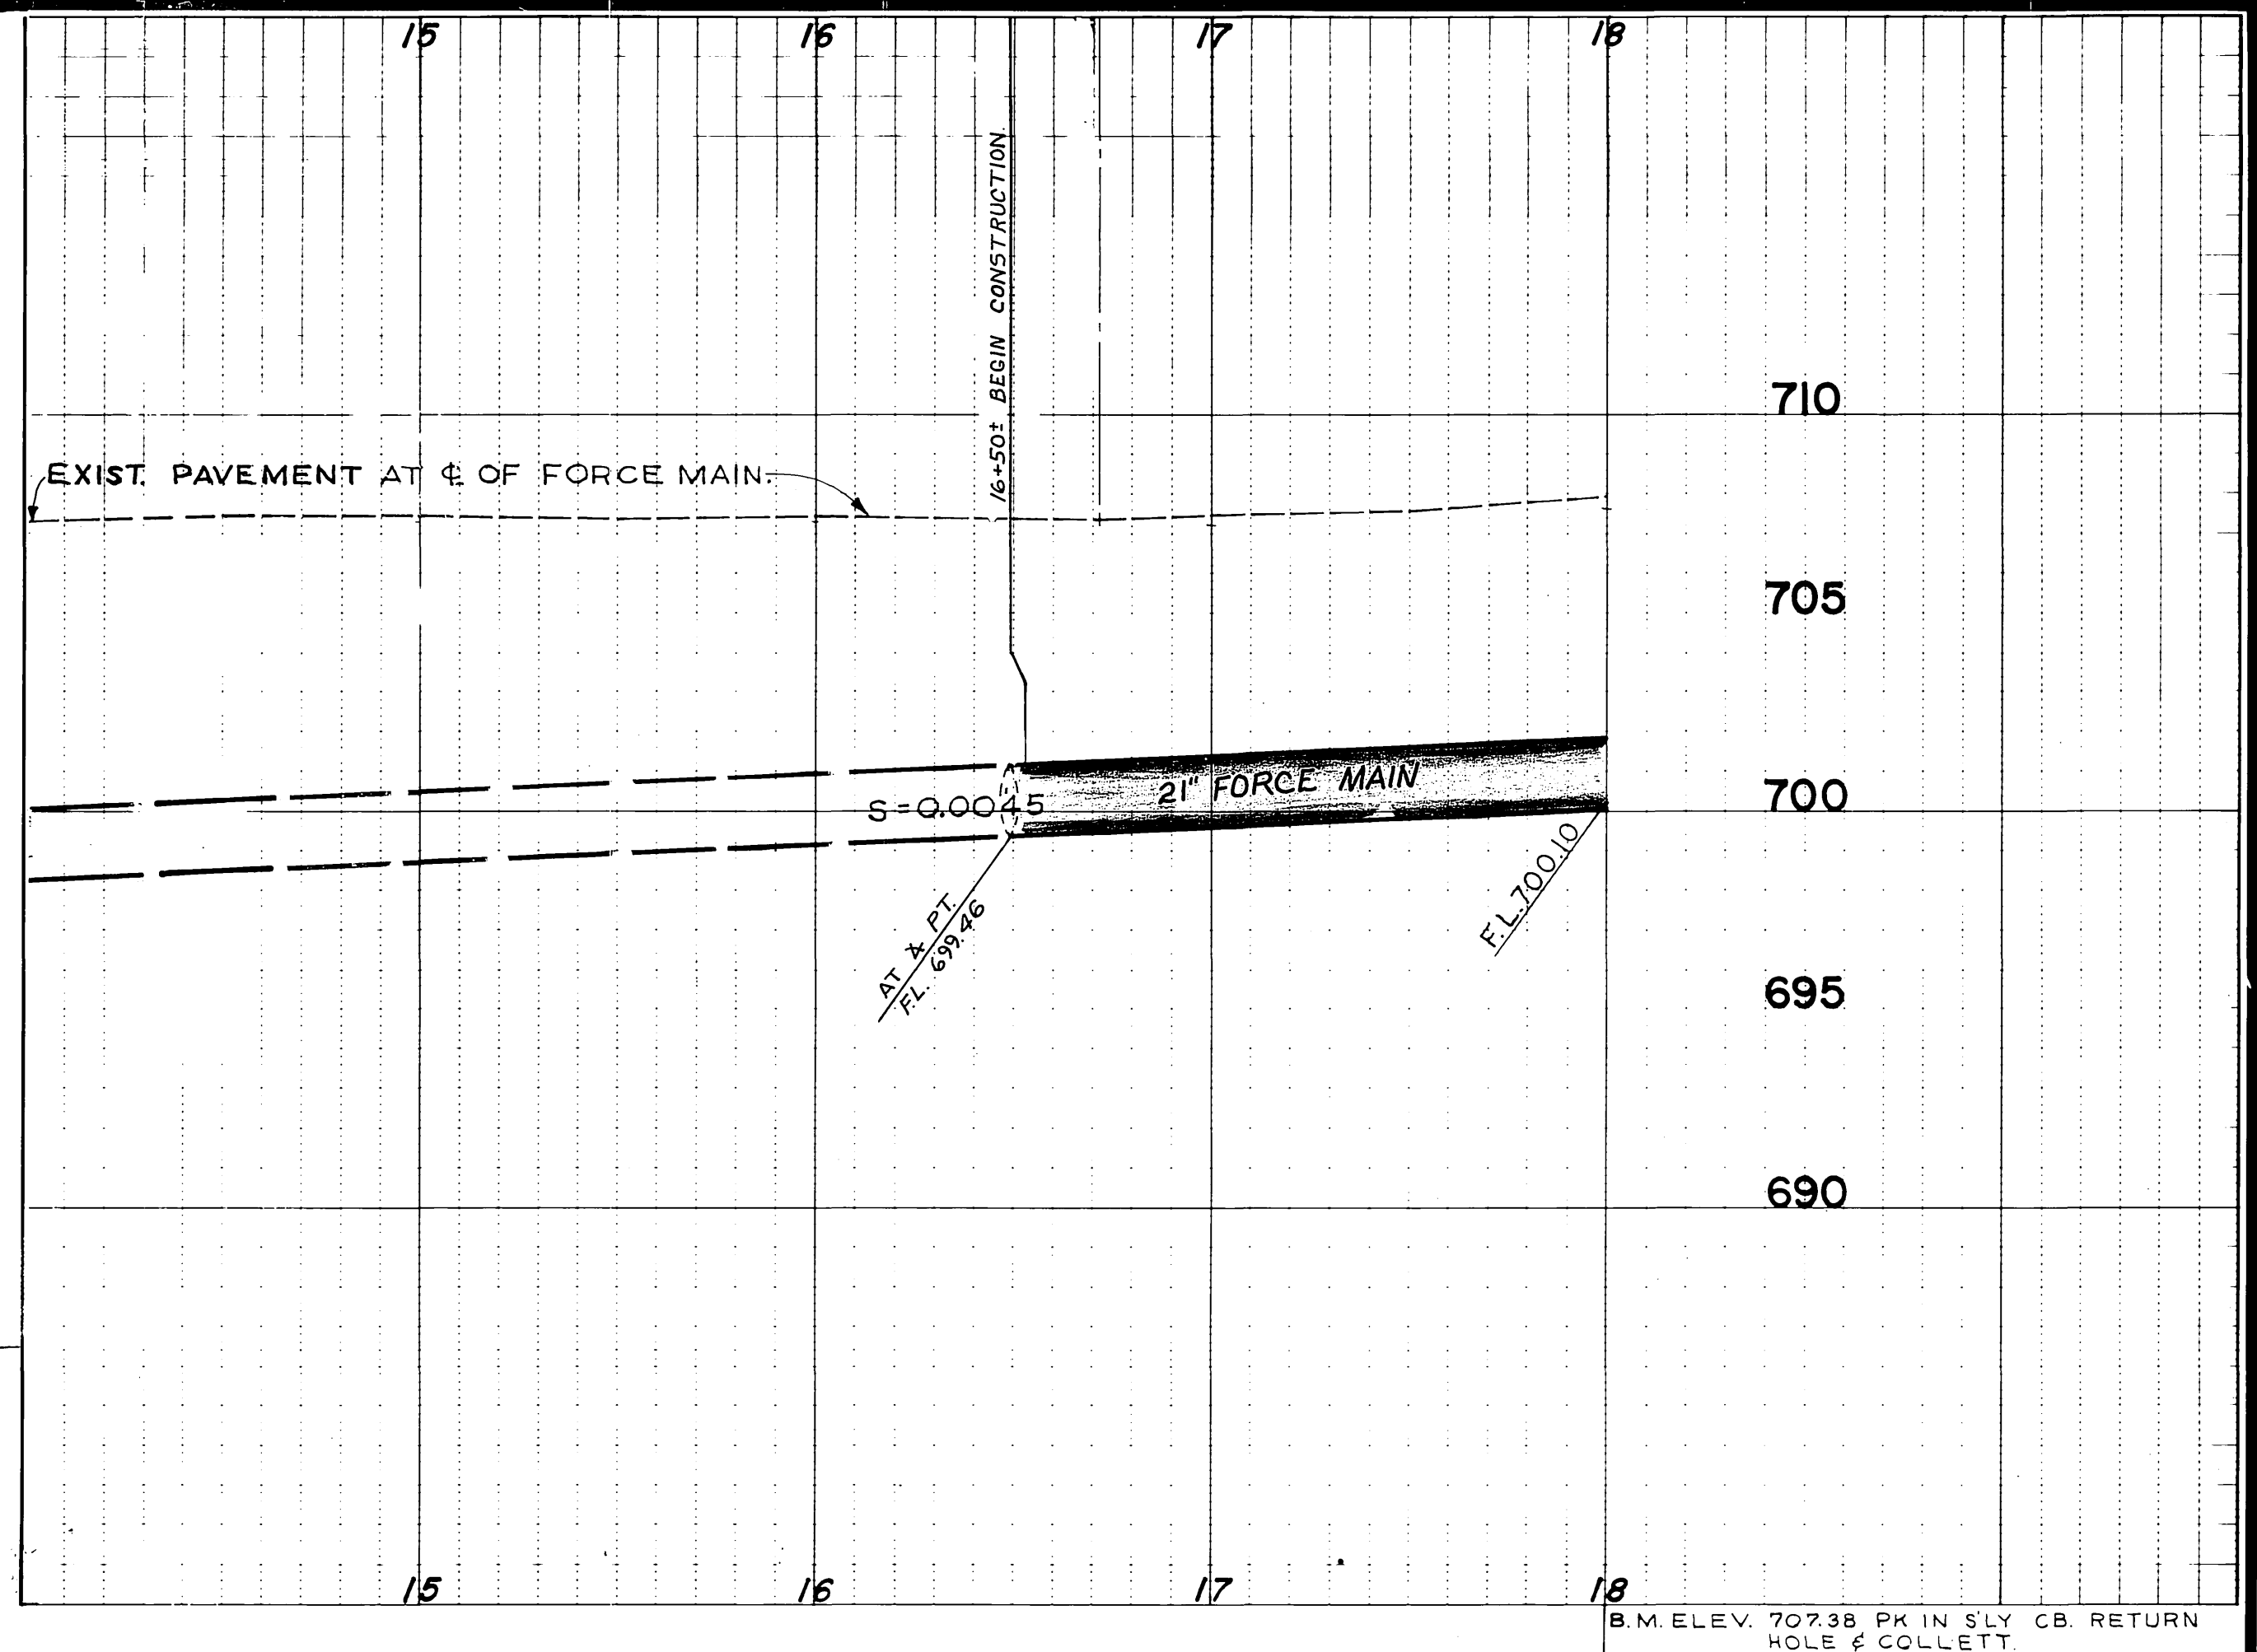 15 16 17 18
16+50± BEGIN CONSTRUCTION
710
EXIST. PAVEMENT AT ℄ OF FORCE MAIN.
705
21" FORCE MAIN
700
S=0.0045
F.L. 700.10
AT ∡ PT.
F.L. 699.46
695
690
15 16 17 18
B.M. ELEV. 707.38 PK IN S'LY CB. RETURN
HOLE & COLLETT.